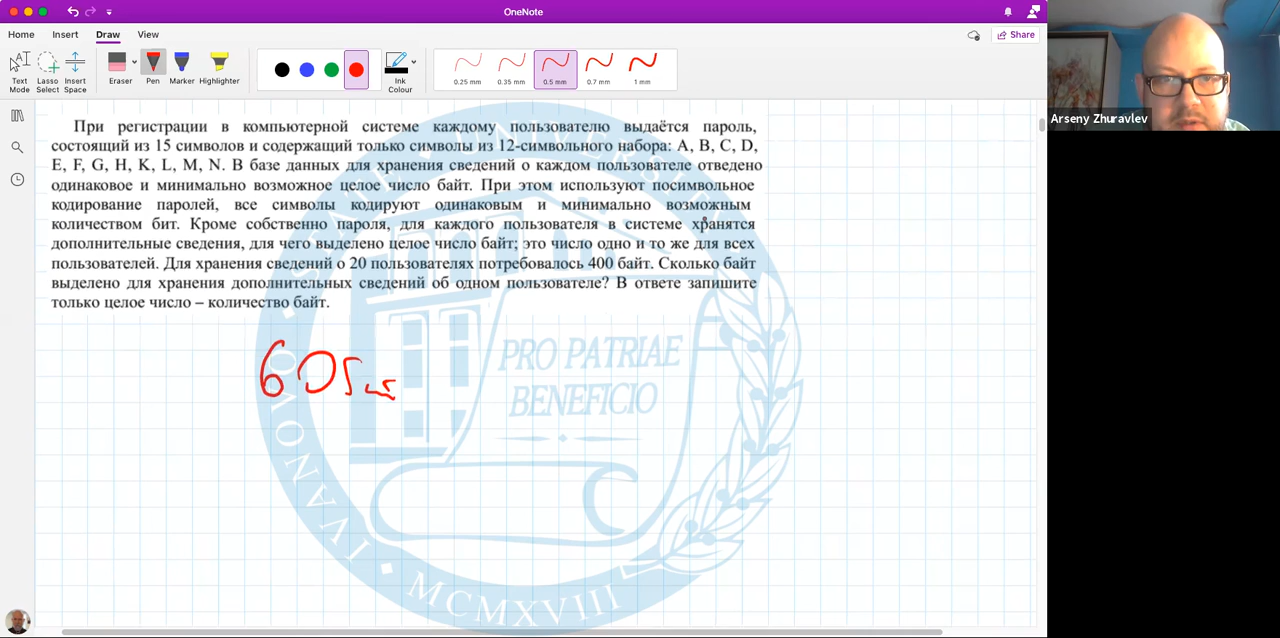 OneNote
Home Insert Draw View
Share
Text Mode
Lasso Select
Insert Space
Eraser
Pen
Marker
Highlighter
Ink Colour
0.25 mm
0.35 mm
0.5 mm
0.7 mm
1 mm
Arseny Zhuravlev
При регистрации в компьютерной системе каждому пользователю выдаётся пароль,
состоящий из 15 символов и содержащий только символы из 12-символьного набора: A, B, C, D,
E, F, G, H, K, L, M, N. В базе данных для хранения сведений о каждом пользователе отведено
одинаковое и минимально возможное целое число байт. При этом используют посимвольное
кодирование паролей, все символы кодируют одинаковым и минимально возможным
количеством бит. Кроме собственно пароля, для каждого пользователя в системе хранятся
дополнительные сведения, для чего выделено целое число байт; это число одно и то же для всех
пользователей. Для хранения сведений о 20 пользователях потребовалось 400 байт. Сколько байт
выделено для хранения дополнительных сведений об одном пользователе? В ответе запишите
только целое число – количество байт.
60
PRO PATRIAE
BENEFICIO
STATE UNIVERSITY
IVANOVO
MCMXVIII